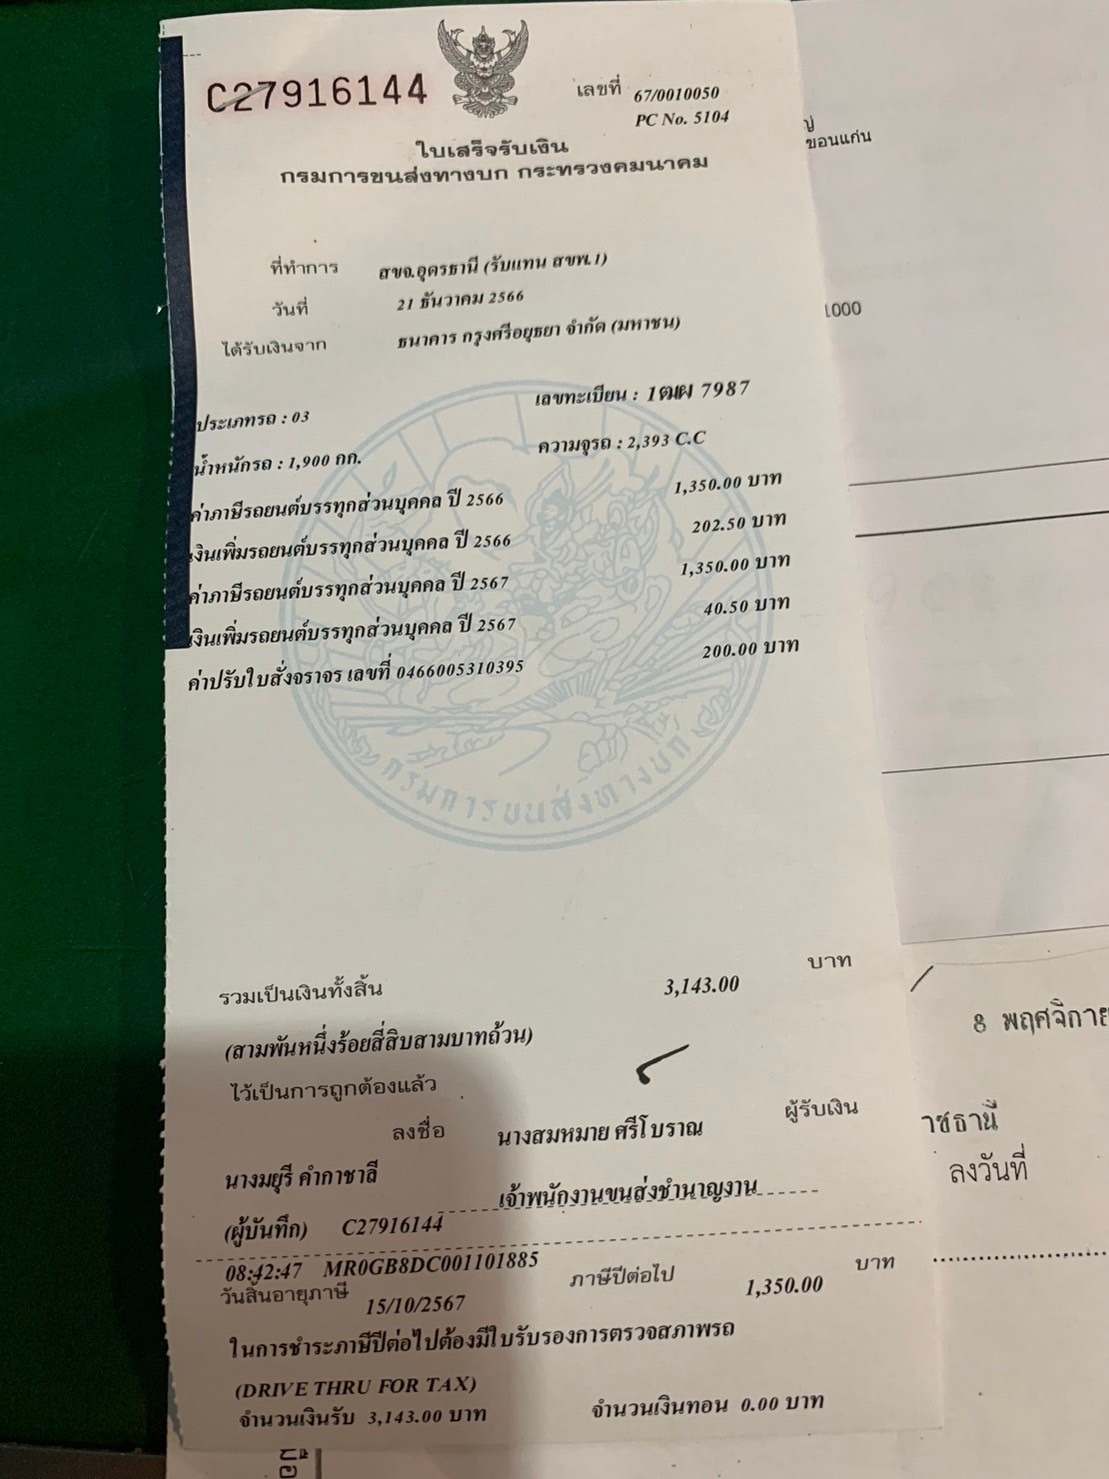 C27916144
เลขที่ 67/0010050
PC No. 5104
ใบเสร็จรับเงิน
กรมการขนส่งทางบก กระทรวงคมนาคม
ที่ทำการ สขจ.อุดรธานี (รับแทน สขพ.1)
วันที่ 21 ธันวาคม 2566
ได้รับเงินจาก ธนาคาร กรุงศรีอยุธยา จำกัด (มหาชน)
ประเภทรถ : 03 เลขทะเบียน : 1ฒผ 7987
น้ำหนักรถ : 1,900 กก. ความจุรถ : 2,393 C.C
ค่าภาษีรถยนต์บรรทุกส่วนบุคคล ปี 2566 1,350.00 บาท
เงินเพิ่มรถยนต์บรรทุกส่วนบุคคล ปี 2566 202.50 บาท
ค่าภาษีรถยนต์บรรทุกส่วนบุคคล ปี 2567 1,350.00 บาท
เงินเพิ่มรถยนต์บรรทุกส่วนบุคคล ปี 2567 40.50 บาท
ค่าปรับใบสั่งจราจร เลขที่ 0466005310395 200.00 บาท
กรมการขนส่งทางบก
รวมเป็นเงินทั้งสิ้น 3,143.00 บาท
(สามพันหนึ่งร้อยสี่สิบสามบาทถ้วน)
ไว้เป็นการถูกต้องแล้ว
ลงชื่อ นางสมหมาย ศรีโบราณ ผู้รับเงิน
นางมยุรี คำกาชาลี
เจ้าพนักงานขนส่งชำนาญงาน
(ผู้บันทึก) C27916144
08:42:47 MR0GB8DC001101885
วันสิ้นอายุภาษี 15/10/2567 ภาษีปีต่อไป 1,350.00 บาท
ในการชำระภาษีปีต่อไปต้องมีใบรับรองการตรวจสภาพรถ
(DRIVE THRU FOR TAX)
จำนวนเงินรับ 3,143.00 บาท จำนวนเงินทอน 0.00 บาท
ขอนแก่น
1000
8 พฤศจิกาย
าชธานี
ลงวันที่